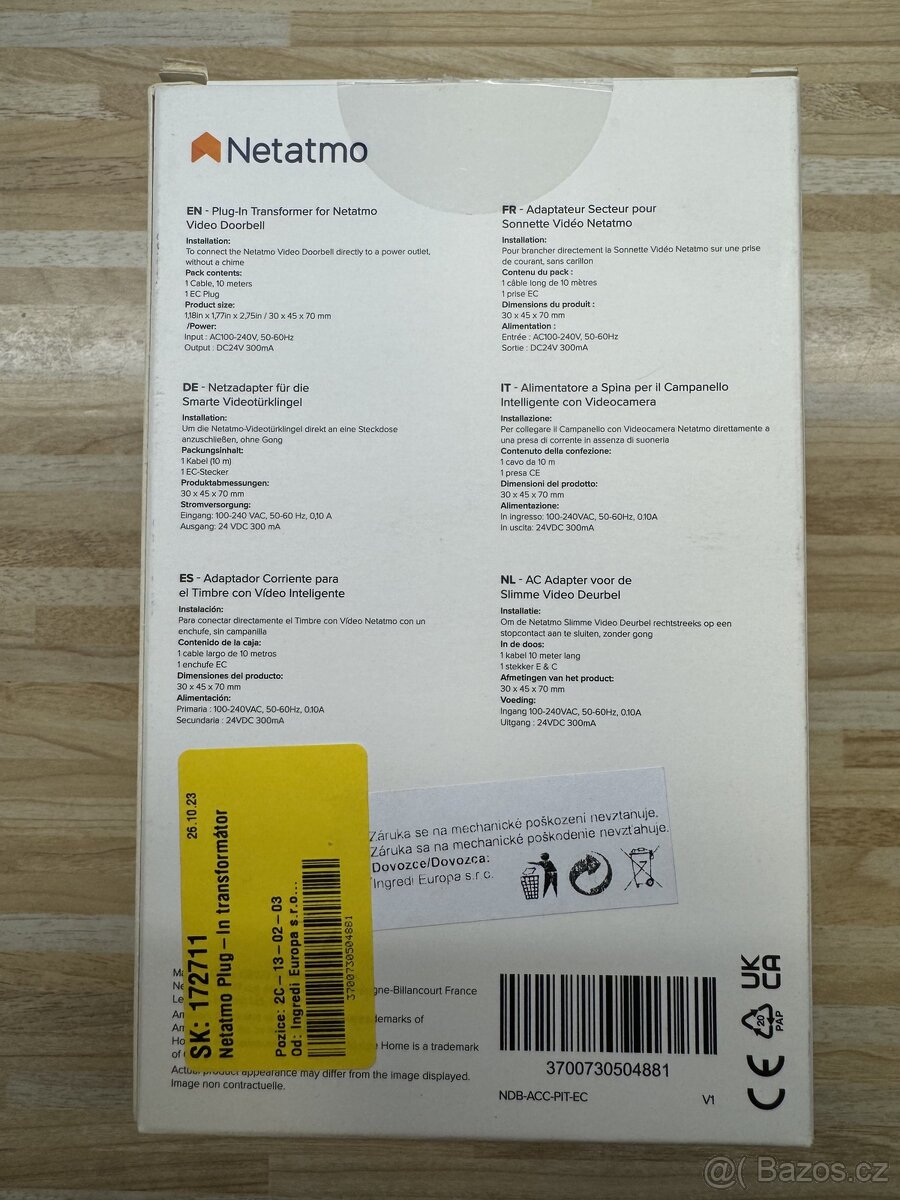 Netatmo
EN - Plug-In Transformer for Netatmo
Video Doorbell
Installation:
To connect the Netatmo Video Doorbell directly to a power outlet,
without a chime
Pack contents:
1 Cable, 10 meters
1 EC Plug
Product size:
1,18in x 1,77in x 2,75in / 30 x 45 x 70 mm
/Power:
Input : AC100-240V, 50-60Hz
Output : DC24V 300mA
FR - Adaptateur Secteur pour
Sonnette Vidéo Netatmo
Installation:
Pour brancher directement la Sonnette Vidéo Netatmo sur une prise
de courant, sans carillon
Contenu du pack :
1 câble long de 10 mètres
1 prise EC
Dimensions du produit :
30 x 45 x 70 mm
Alimentation :
Entrée : AC100-240V, 50-60Hz
Sortie : DC24V 300mA
DE - Netzadapter für die
Smarte Videotürklingel
Installation:
Um die Netatmo-Videotürklingel direkt an eine Steckdose
anzuschließen, ohne Gong
Packungsinhalt:
1 Kabel (10 m)
1 EC-Stecker
Produktabmessungen:
30 x 45 x 70 mm
Stromversorgung:
Eingang: 100-240 VAC, 50-60 Hz, 0,10 A
Ausgang: 24 VDC 300 mA
IT - Alimentatore a Spina per il Campanello
Intelligente con Videocamera
Installazione:
Per collegare il Campanello con Videocamera Netatmo direttamente a
una presa di corrente in assenza di suoneria
Contenuto della confezione:
1 cavo da 10 m
1 presa CE
Dimensioni del prodotto:
30 x 45 x 70 mm
Alimentazione:
In ingresso: 100-240VAC, 50-60Hz, 0.10A
In uscita: 24VDC 300mA
ES - Adaptador Corriente para
el Timbre con Vídeo Inteligente
Instalación:
Para conectar directamente el Timbre con Vídeo Netatmo con un
enchufe, sin campanilla
Contenido de la caja:
1 cable largo de 10 metros
1 enchufe EC
Dimensiones del producto:
30 x 45 x 70 mm
Alimentación:
Primaria : 100-240VAC, 50-60Hz, 0.10A
Secundaria : 24VDC 300mA
NL - AC Adapter voor de
Slimme Video Deurbel
Installatie:
Om de Netatmo Slimme Video Deurbel rechtstreeks op een
stopcontact aan te sluiten, zonder gong
In de doos:
1 kabel 10 meter lang
1 stekker E & C
Afmetingen van het product:
30 x 45 x 70 mm
Voeding:
Ingang 100-240VAC, 50-60Hz, 0.10A
Uitgang : 24VDC 300mA
SK: 172711
26.10.23
Netatmo Plug-In transformátor
Pozice: 2C-13-02-03
Od: Ingredi Europa s.r.o...
3700730504881
Záruka se na mechanické poškození nevztahuje.
Záruka sa na mechanické poškodenie nevzťahuje.
Dovozce/Dovozca:
Ingredi Europa s.r.o.
gne-Billancourt France
demarks of
Home is a trademark
of
product appearance may differ from the image displayed.
Image non contractuelle.
3700730504881
NDB-ACC-PIT-EC
V1
UK
CA
20
PAP
CE
@( Bazos.cz